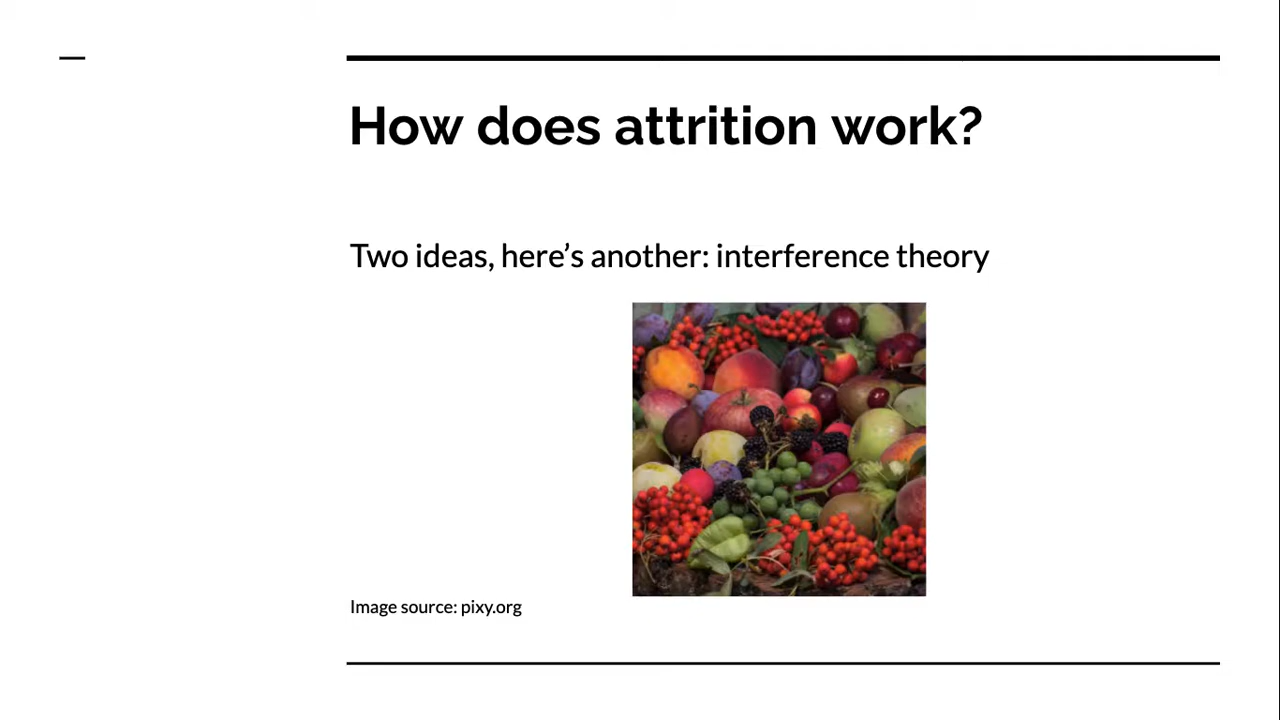 How does attrition work?
Two ideas, here’s another: interference theory
Image source: pixy.org